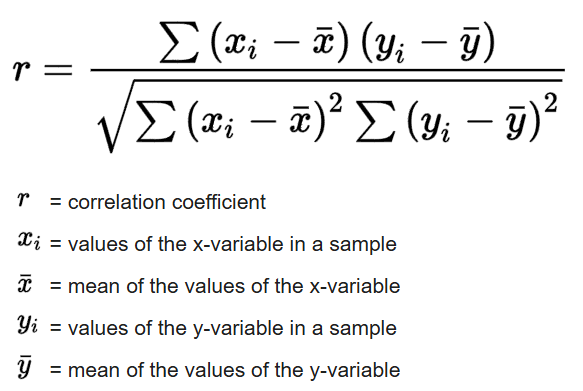 r = ∑ (xᵢ − x̄) (yᵢ − ȳ) / √(∑ (xᵢ − x̄)² ∑ (yᵢ − ȳ)²)
r = correlation coefficient
xᵢ = values of the x-variable in a sample
x̄ = mean of the values of the x-variable
yᵢ = values of the y-variable in a sample
ȳ = mean of the values of the y-variable